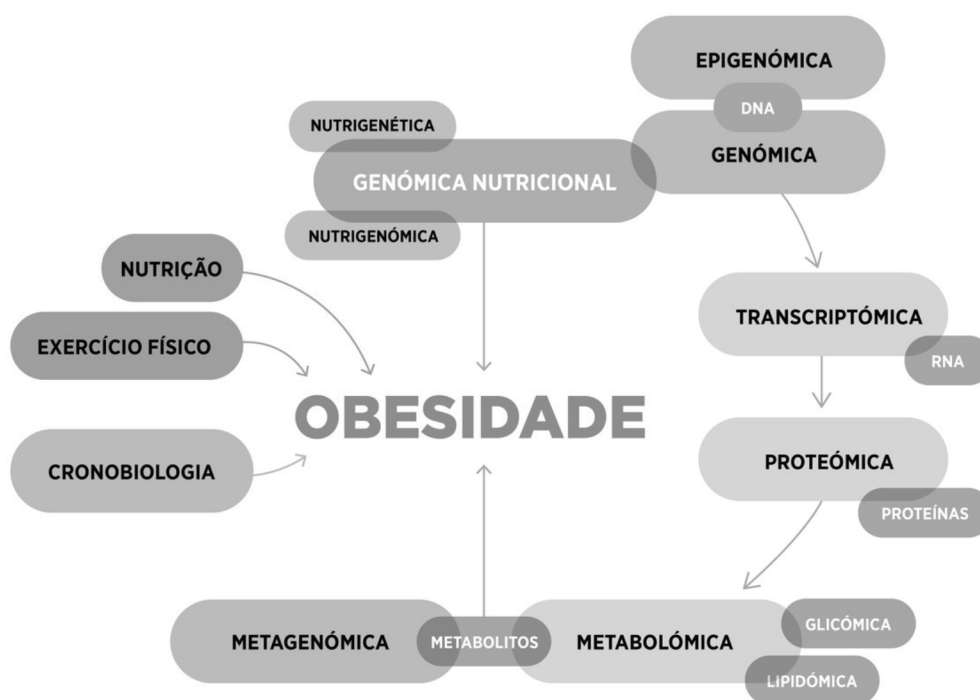 EPIGENÓMICA
DNA
GENÓMICA
NUTRIGENÉTICA
GENÓMICA NUTRICIONAL
NUTRIGENÓMICA
NUTRIÇÃO
EXERCÍCIO FÍSICO
CRONOBIOLOGIA
OBESIDADE
TRANSCRIPTÓMICA
RNA
PROTEÓMICA
PROTEÍNAS
METAGENÓMICA
METABOLITOS
METABOLÓMICA
GLICÓMICA
LIPIDÓMICA